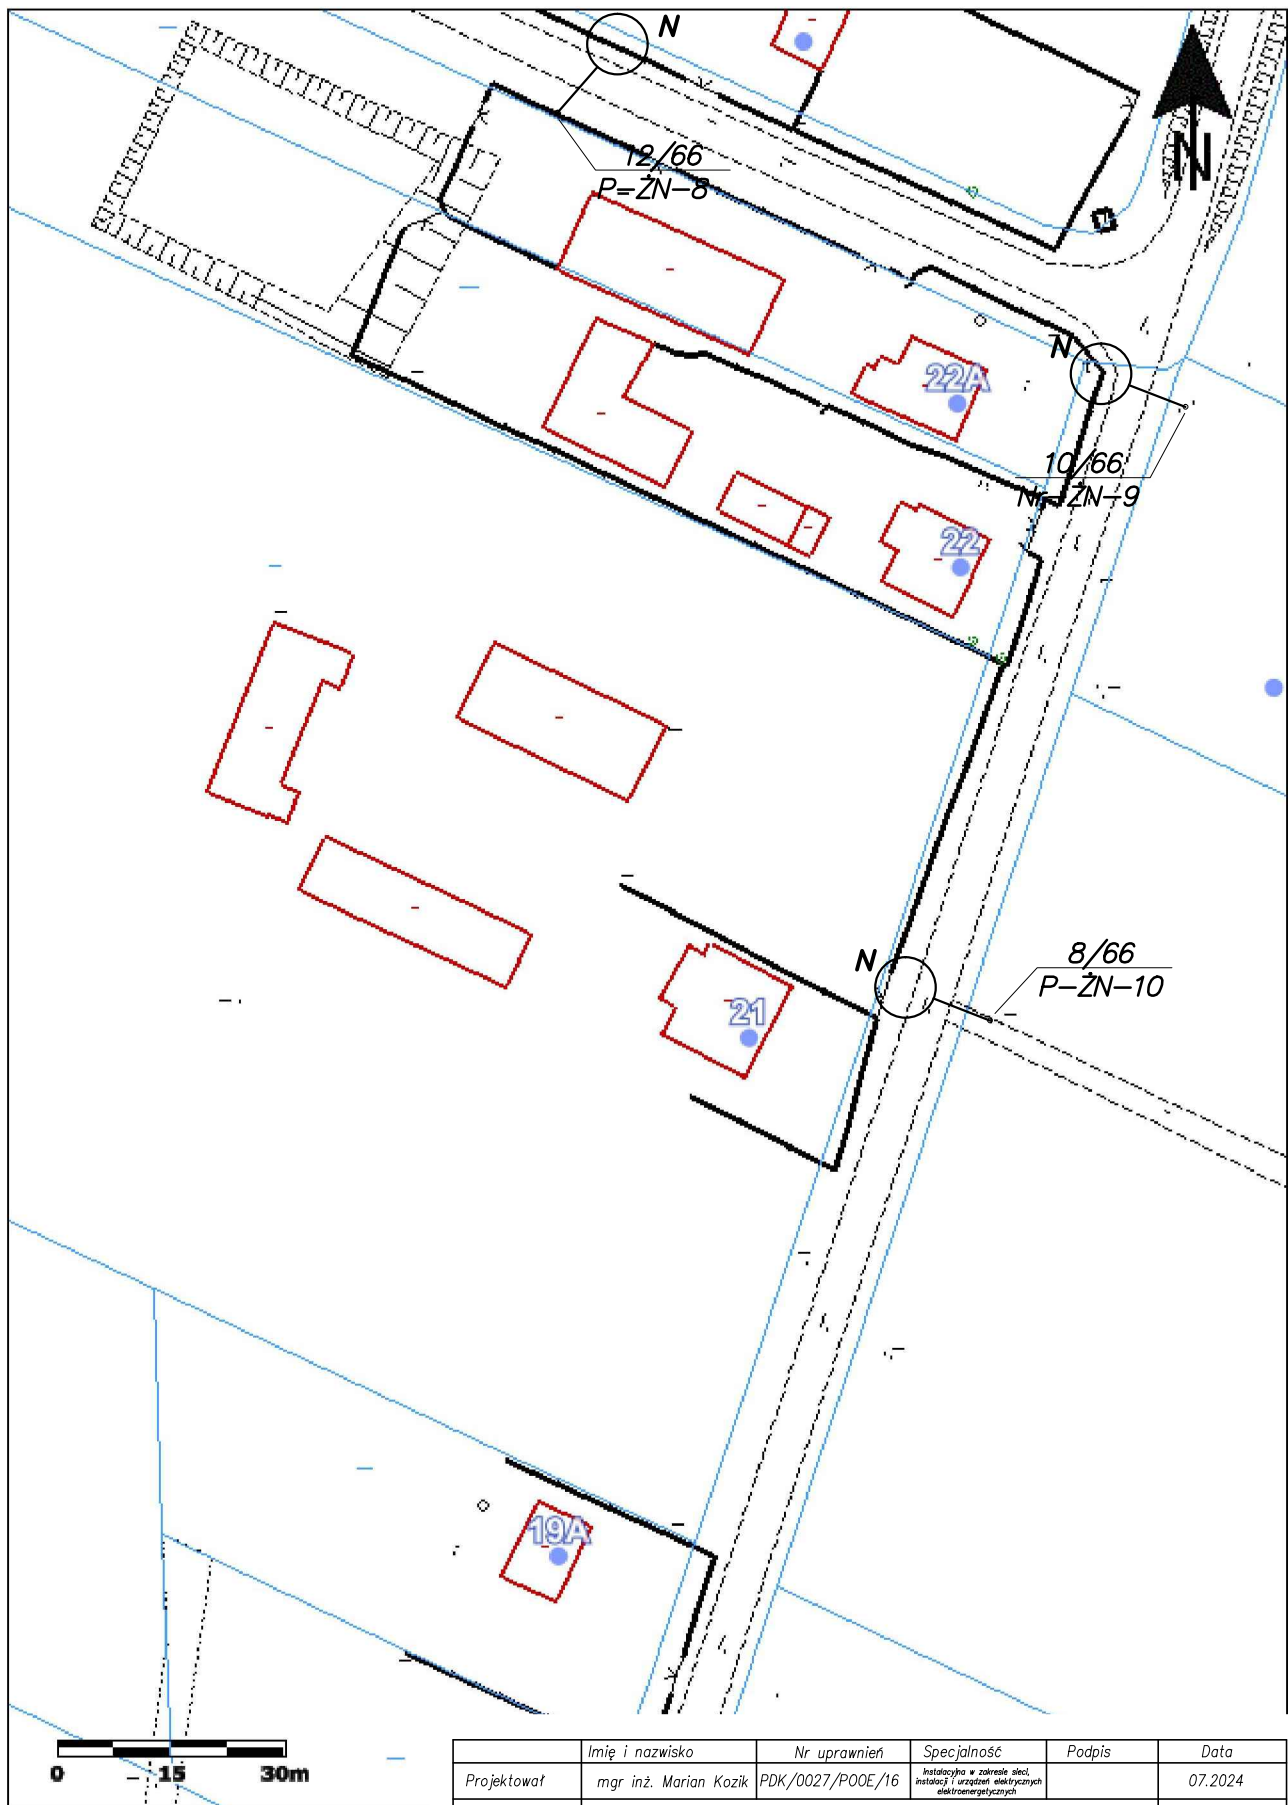 N
12/66
P-ŻN-8
N
22A
N
10/66
Nr-ŻN-9
22
8/66
P-ŻN-10
N
21
19A
0 15 30m
Imię i nazwisko Nr uprawnień Specjalność Podpis Data
Projektował mgr inż. Marian Kozik PDK/0027/POOE/16 Instalacyjna w zakresie sieci, 07.2024
instalacji i urządzeń elektrycznych
elektroenergetycznych